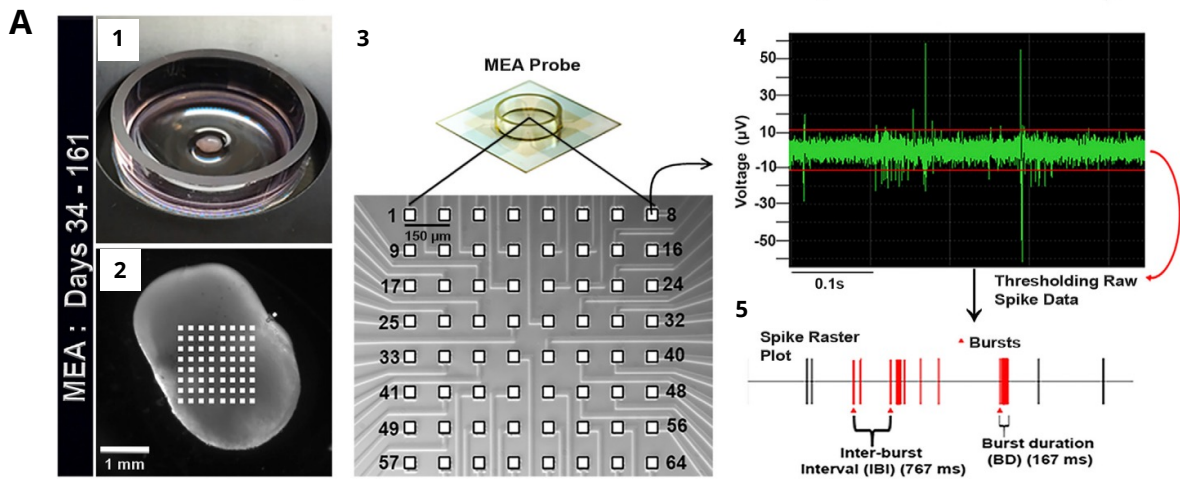 A
MEA : Days 34 - 161
1
2
1 mm
3
MEA Probe
1 8
150 µm
9 16
17 24
25 32
33 40
41 48
49 56
57 64
4
Voltage (µV)
50
30
10
-10
-30
-50
0.1s
Thresholding Raw
Spike Data
5
Spike Raster
Plot
Bursts
Inter-burst
Interval (IBI) (767 ms)
Burst duration
(BD) (167 ms)